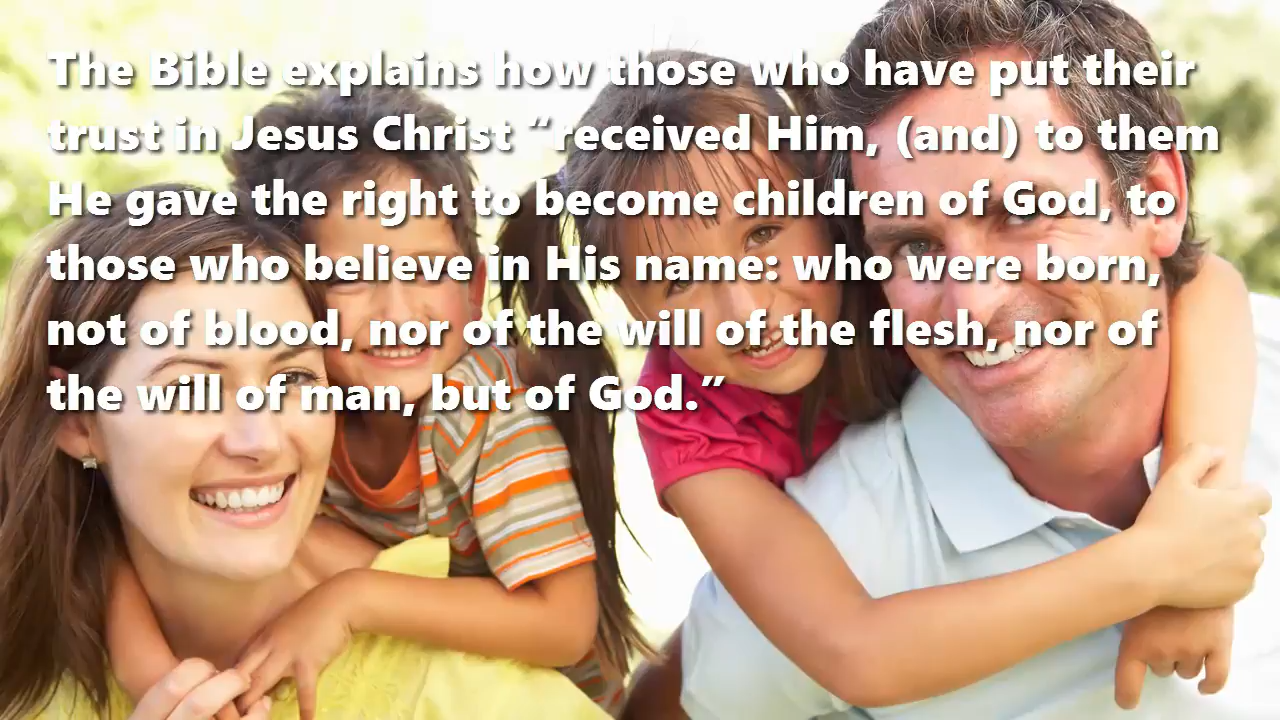 The Bible explains how those who have put their
trust in Jesus Christ “received Him, (and) to them
He gave the right to become children of God, to
those who believe in His name: who were born,
not of blood, nor of the will of the flesh, nor of
the will of man, but of God.”